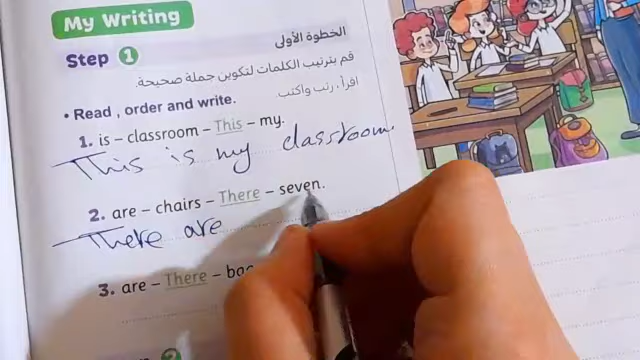 My Writing
Step 1
الخطوة الأولى
قم بترتيب الكلمات لتكوين جملة صحيحة.
• Read , order and write.
اقرأ ، رتب واكتب
1. is – classroom – This – my.
This is my classroom
2. are – chairs – There – seven.
There are
3. are – There –
2